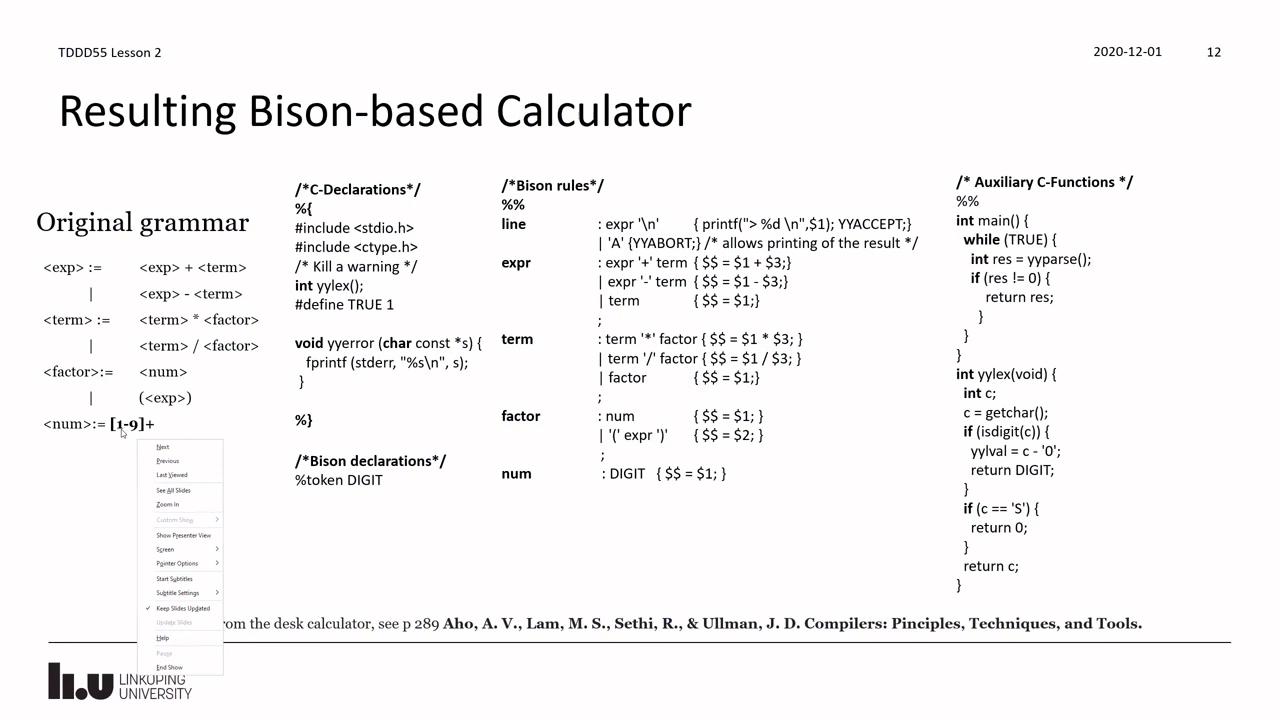 TDDD55 Lesson 2
2020-12-01
12
Resulting Bison-based Calculator
Original grammar
<exp> := <exp> + <term>
| <exp> - <term>
<term> := <term> * <factor>
| <term> / <factor>
<factor>:= <num>
| (<exp>)
<num>:= [1-9]+
/*C-Declarations*/
%{
#include <stdio.h>
#include <ctype.h>
/* Kill a warning */
int yylex();
#define TRUE 1
void yyerror (char const *s) {
fprintf (stderr, "%s\n", s);
}
%}
/*Bison declarations*/
%token DIGIT
/*Bison rules*/
%%
line : expr '\n' { printf("> %d \n",$1); YYACCEPT;}
| 'A' {YYABORT;} /* allows printing of the result */
expr : expr '+' term { $$ = $1 + $3;}
| expr '-' term { $$ = $1 - $3;}
| term { $$ = $1;}
;
term : term '*' factor { $$ = $1 * $3; }
| term '/' factor { $$ = $1 / $3; }
| factor { $$ = $1;}
;
factor : num { $$ = $1; }
| '(' expr ')' { $$ = $2; }
;
num : DIGIT { $$ = $1; }
/* Auxiliary C-Functions */
%%
int main() {
while (TRUE) {
int res = yyparse();
if (res != 0) {
return res;
}
}
}
int yylex(void) {
int c;
c = getchar();
if (isdigit(c)) {
yylval = c - '0';
return DIGIT;
}
if (c == 'S') {
return 0;
}
return c;
}
Next
Previous
Last Viewed
See All Slides
Zoom In
Custom Show
Show Presenter View
Screen
Pointer Options
Start Subtitles
Subtitle Settings
✓ Keep Slides Updated
Update Slides
Help
Pause
End Show
rom the desk calculator, see p 289 Aho, A. V., Lam, M. S., Sethi, R., & Ullman, J. D. Compilers: Pinciples, Techniques, and Tools.
li.u LINKÖPING
UNIVERSITY